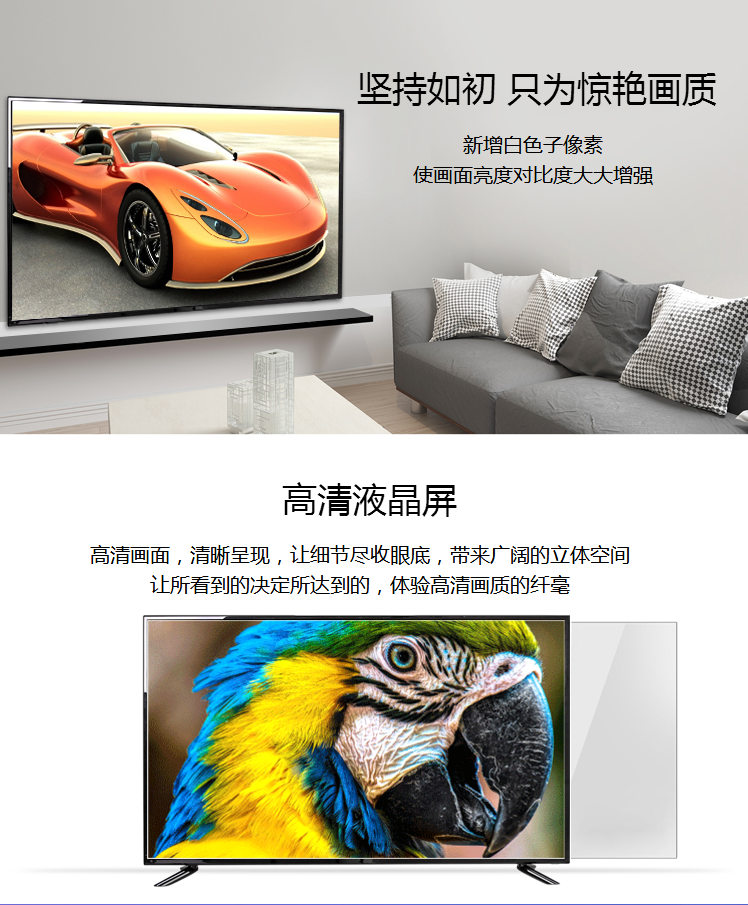 坚持如初 只为惊艳画质
新增白色子像素
使画面亮度对比度大大增强
高清液晶屏
高清画面，清晰呈现，让细节尽收眼底，带来广阔的立体空间
让所看到的决定所达到的，体验高清画质的纤毫